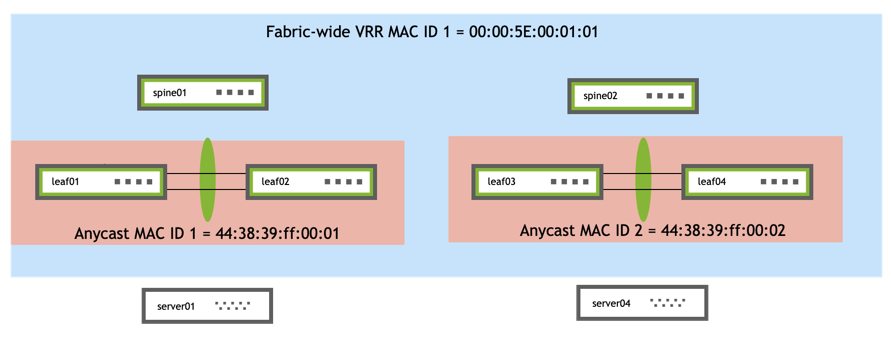 Fabric-wide VRR MAC ID 1 = 00:00:5E:00:01:01
spine01
spine02
leaf01
leaf02
leaf03
leaf04
Anycast MAC ID 1 = 44:38:39:ff:00:01
Anycast MAC ID 2 = 44:38:39:ff:00:02
server01
server04